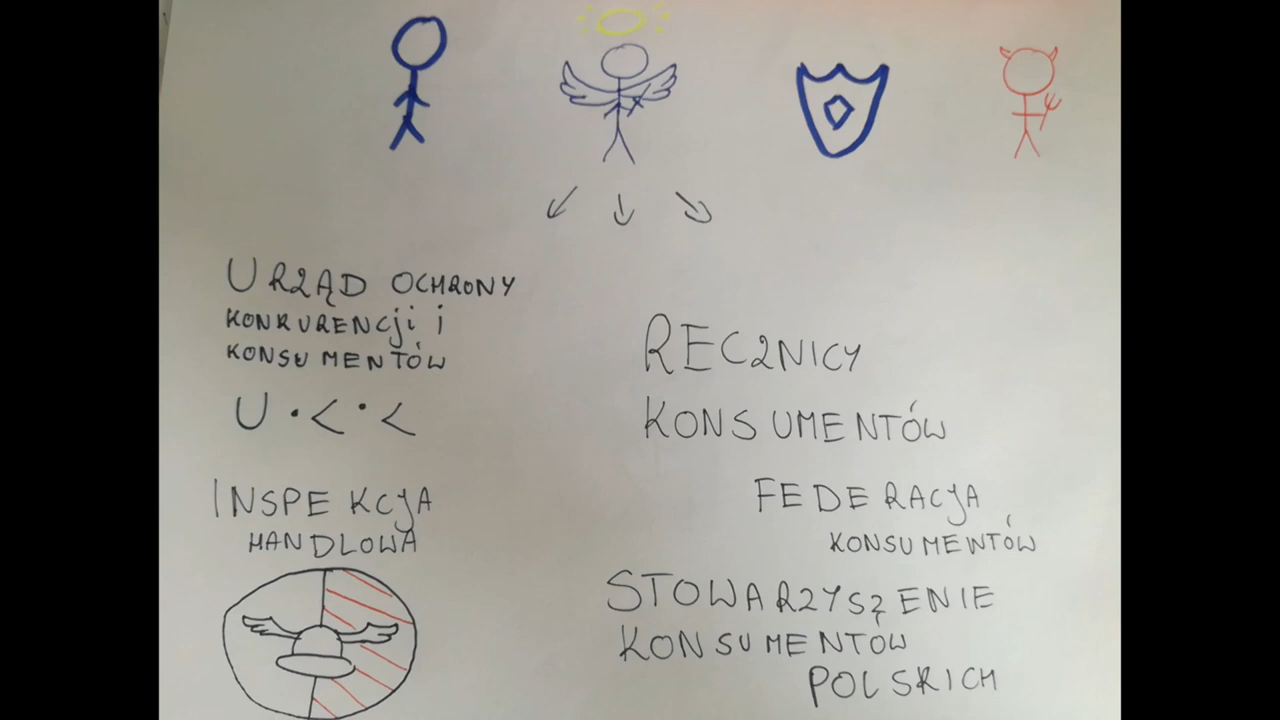 URZĄD OCHRONY
KONKURENCji i
KONSUMENTÓW
U•<•<
INSPEKCJA
HANDLOWA
RECZNICY
KONSUMENTÓW
FEDERACJA
KONSUMENTÓW
STOWARZYSZENIE
KONSUMENTÓW
POLSKICH